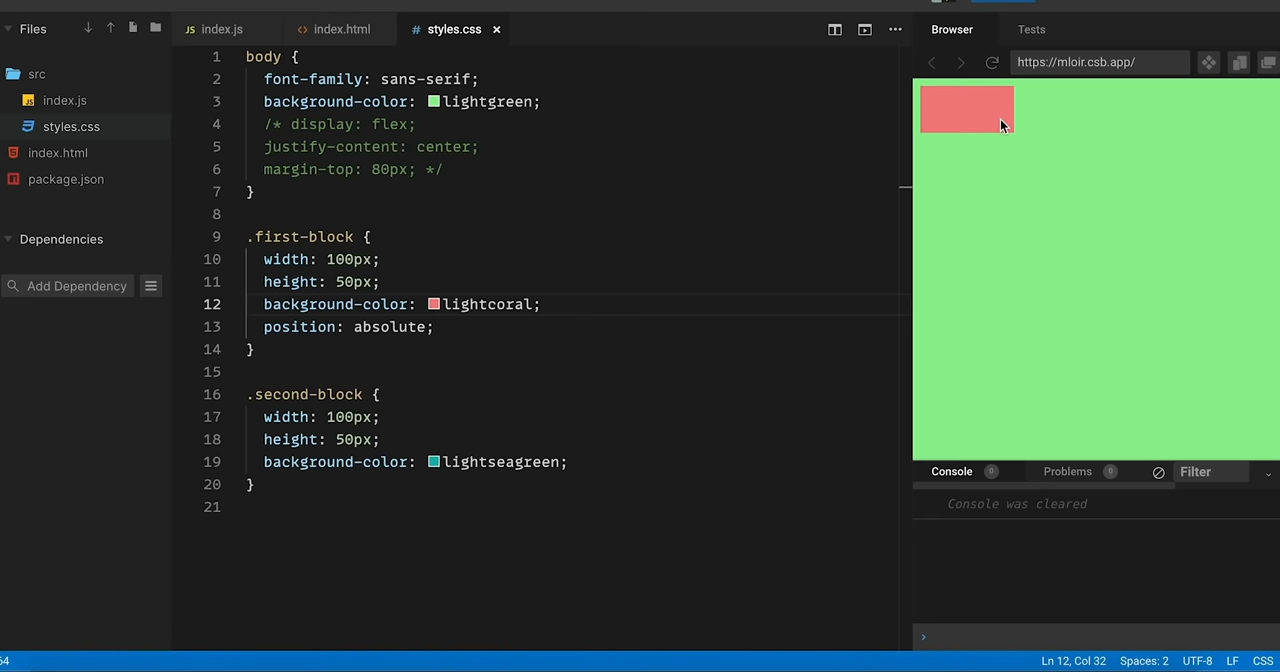 Files
src
index.js
styles.css
index.html
package.json
Dependencies
Add Dependency
JS index.js
<> index.html
# styles.css ×
1 body {
2 font-family: sans-serif;
3 background-color: lightgreen;
4 /* display: flex;
5 justify-content: center;
6 margin-top: 80px; */
7 }
8
9 .first-block {
10 width: 100px;
11 height: 50px;
12 background-color: lightcoral;
13 position: absolute;
14 }
15
16 .second-block {
17 width: 100px;
18 height: 50px;
19 background-color: lightseagreen;
20 }
21
Browser
Tests
https://mloir.csb.app/
Console 0
Problems 0
Filter
Console was cleared
›
64
Ln 12, Col 32
Spaces: 2
UTF-8
LF
CSS